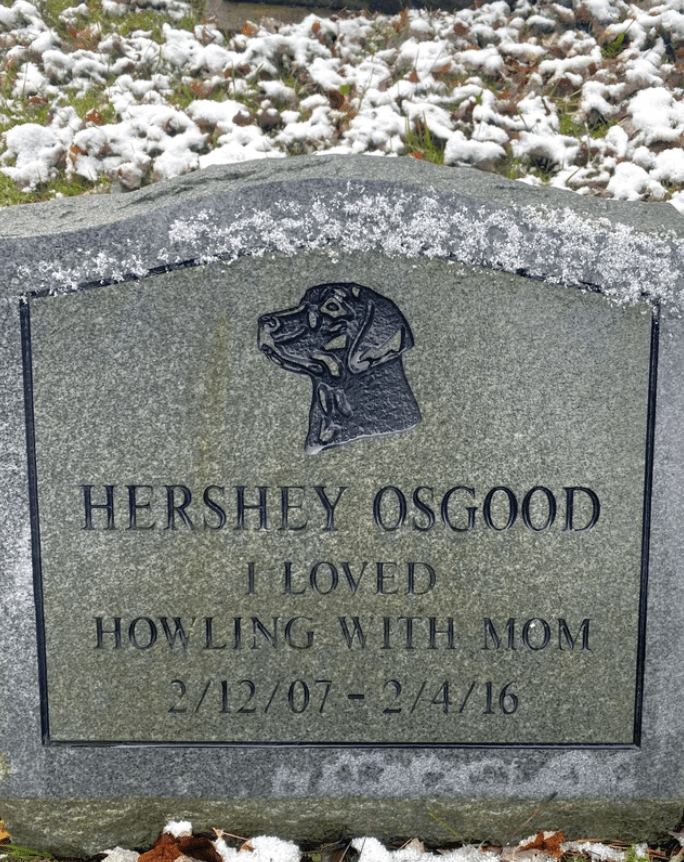 HERSHEY OSGOOD
I LOVED
HOWLING WITH MOM
2/12/07 - 2/4/16